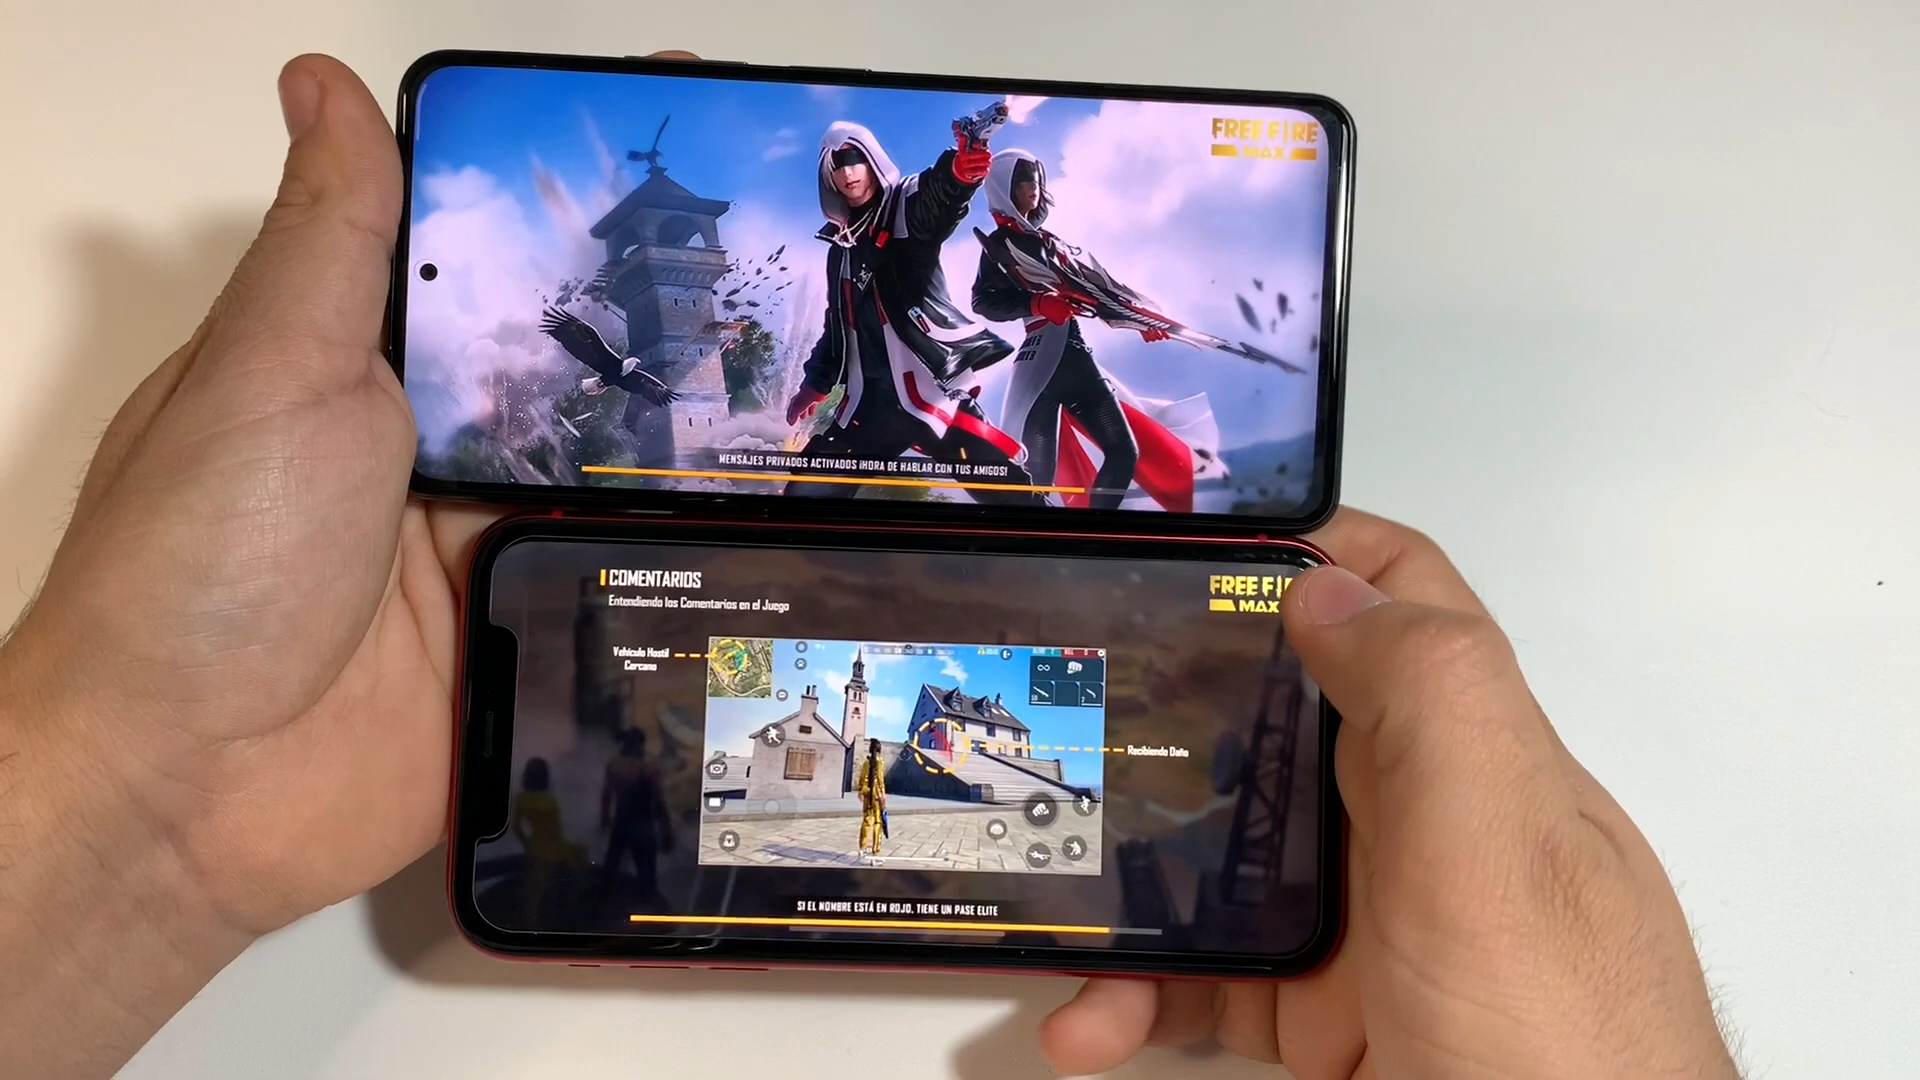 FREE FIRE
MAX
MENSAJES PRIVADOS ACTIVADOS ¡HORA DE HABLAR CON TUS AMIGOS!
COMENTARIOS
Entendiendo los Comentarios en el Juego
FREE FI
MAX
Vehículo Hostil
Cercano
Recibiendo Daño
SI EL NOMBRE ESTÁ EN ROJO, TIENE UN PASE ELITE